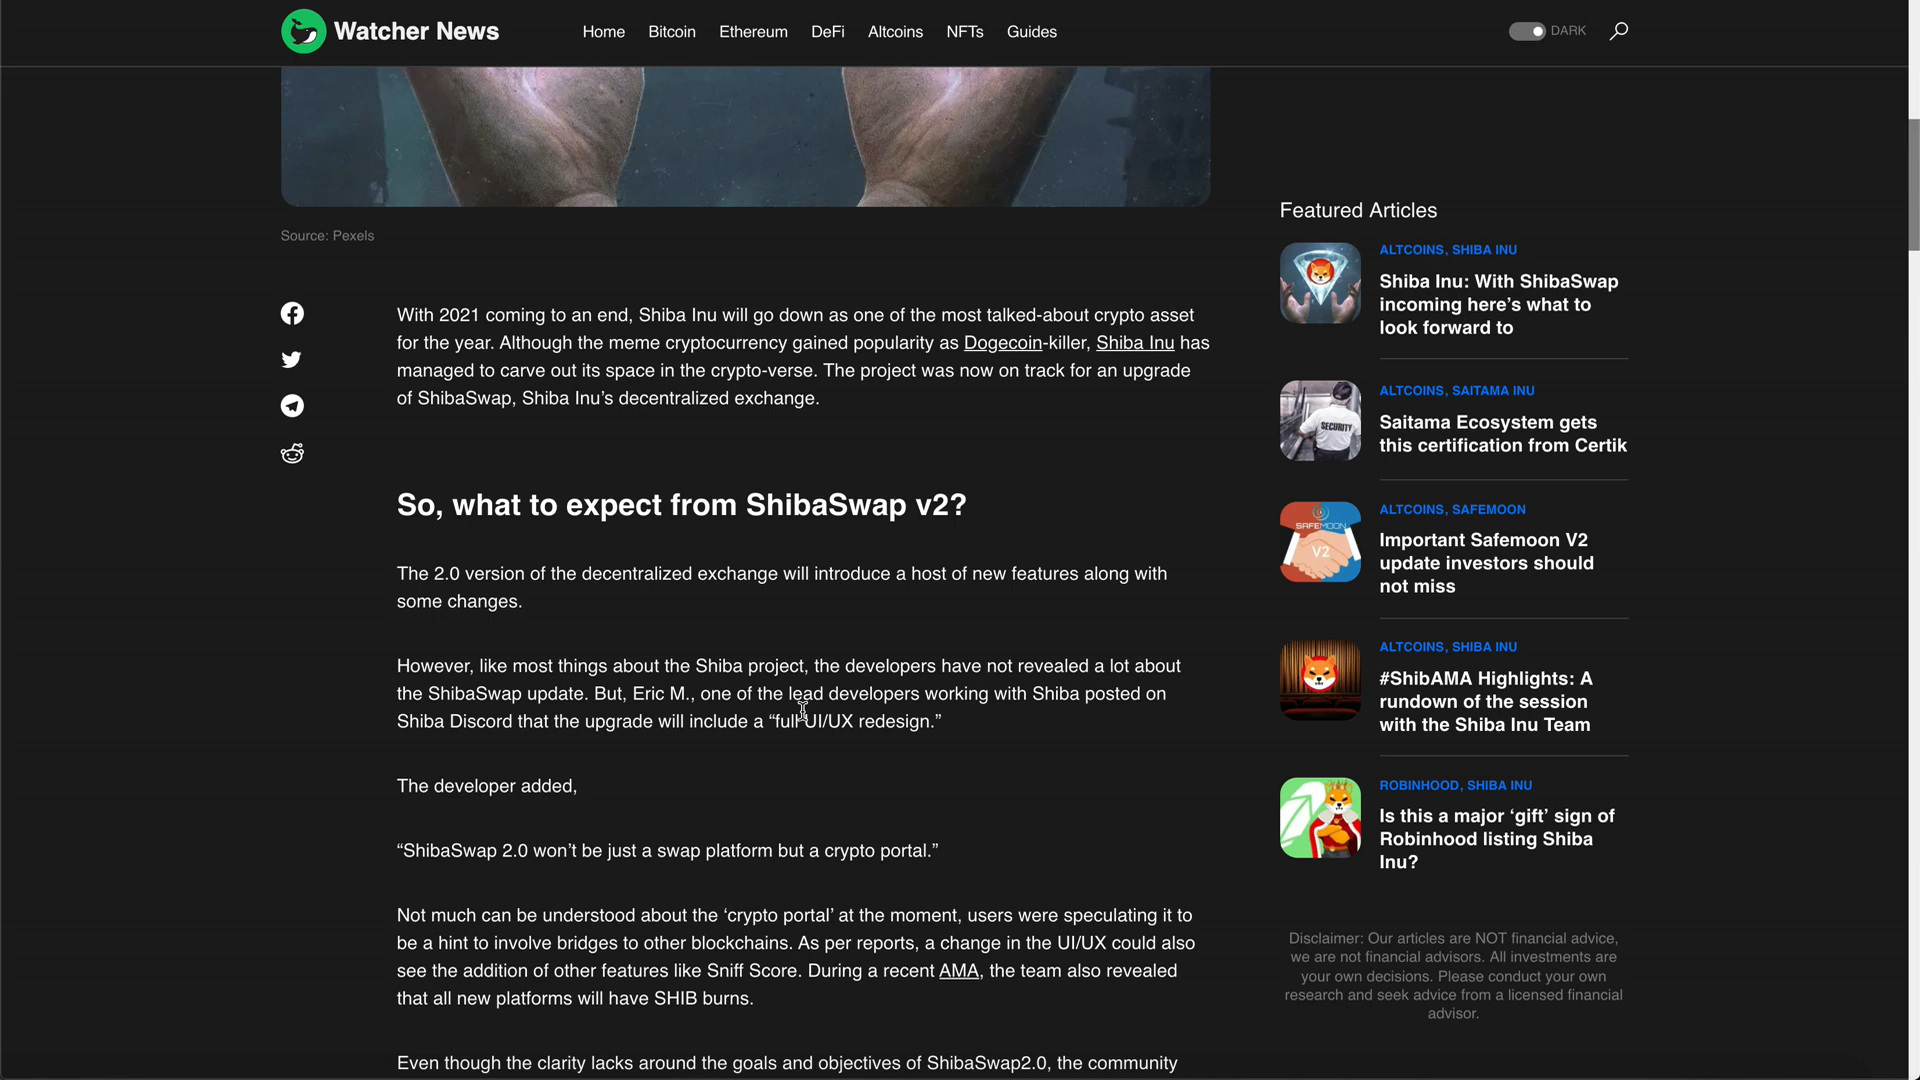 Watcher News
Home
Bitcoin
Ethereum
DeFi
Altcoins
NFTs
Guides
DARK
Source: Pexels
With 2021 coming to an end, Shiba Inu will go down as one of the most talked-about crypto asset
for the year. Although the meme cryptocurrency gained popularity as Dogecoin-killer, Shiba Inu has
managed to carve out its space in the crypto-verse. The project was now on track for an upgrade
of ShibaSwap, Shiba Inu’s decentralized exchange.
So, what to expect from ShibaSwap v2?
The 2.0 version of the decentralized exchange will introduce a host of new features along with
some changes.
However, like most things about the Shiba project, the developers have not revealed a lot about
the ShibaSwap update. But, Eric M., one of the lead developers working with Shiba posted on
Shiba Discord that the upgrade will include a “full UI/UX redesign.”
The developer added,
“ShibaSwap 2.0 won’t be just a swap platform but a crypto portal.”
Not much can be understood about the ‘crypto portal’ at the moment, users were speculating it to
be a hint to involve bridges to other blockchains. As per reports, a change in the UI/UX could also
see the addition of other features like Sniff Score. During a recent AMA, the team also revealed
that all new platforms will have SHIB burns.
Even though the clarity lacks around the goals and objectives of ShibaSwap2.0, the community
Featured Articles
ALTCOINS, SHIBA INU
Shiba Inu: With ShibaSwap
incoming here’s what to
look forward to
SECURITY
ALTCOINS, SAITAMA INU
Saitama Ecosystem gets
this certification from Certik
SAFEMOON
V2
ALTCOINS, SAFEMOON
Important Safemoon V2
update investors should
not miss
ALTCOINS, SHIBA INU
#ShibAMA Highlights: A
rundown of the session
with the Shiba Inu Team
ROBINHOOD, SHIBA INU
Is this a major ‘gift’ sign of
Robinhood listing Shiba
Inu?
Disclaimer: Our articles are NOT financial advice,
we are not financial advisors. All investments are
your own decisions. Please conduct your own
research and seek advice from a licensed financial
advisor.